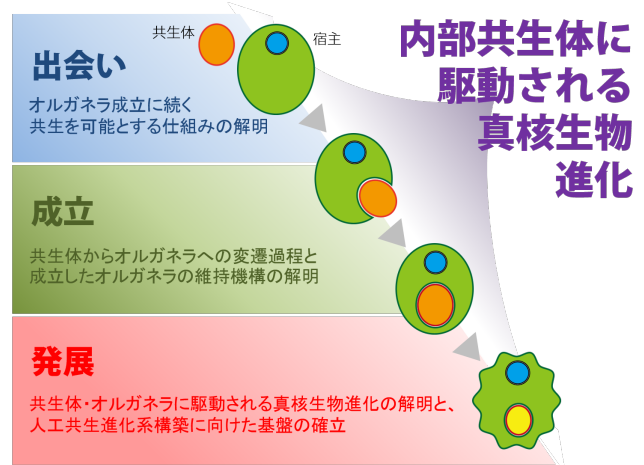 内部共生体に
駆動される
真核生物
進化
共生体
宿主
出会い
オルガネラ成立に続く
共生を可能とする仕組みの解明
成立
共生体からオルガネラへの変遷過程と
成立したオルガネラの維持機構の解明
発展
共生体・オルガネラに駆動される真核生物進化の解明と、
人工共生進化系構築に向けた基盤の確立